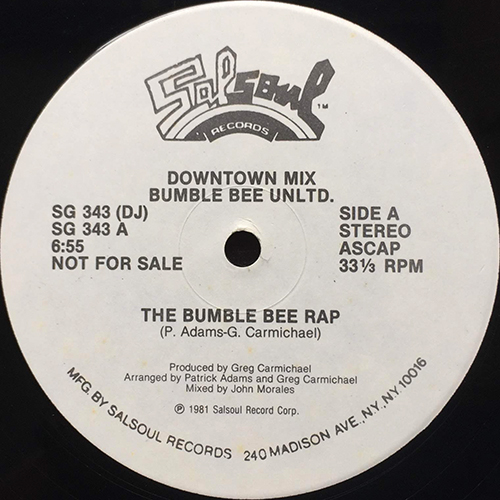 Salsoul
TM
RECORDS
DOWNTOWN MIX
BUMBLE BEE UNLTD.
SG 343 (DJ)
SG 343 A
6:55
NOT FOR SALE
SIDE A
STEREO
ASCAP
33⅓ RPM
THE BUMBLE BEE RAP
(P. Adams-G. Carmichael)
Produced by Greg Carmichael
Arranged by Patrick Adams and Greg Carmichael
Mixed by John Morales
℗ 1981 Salsoul Record Corp.
MFG. BY SALSOUL RECORDS 240 MADISON AVE., NY, NY 10016